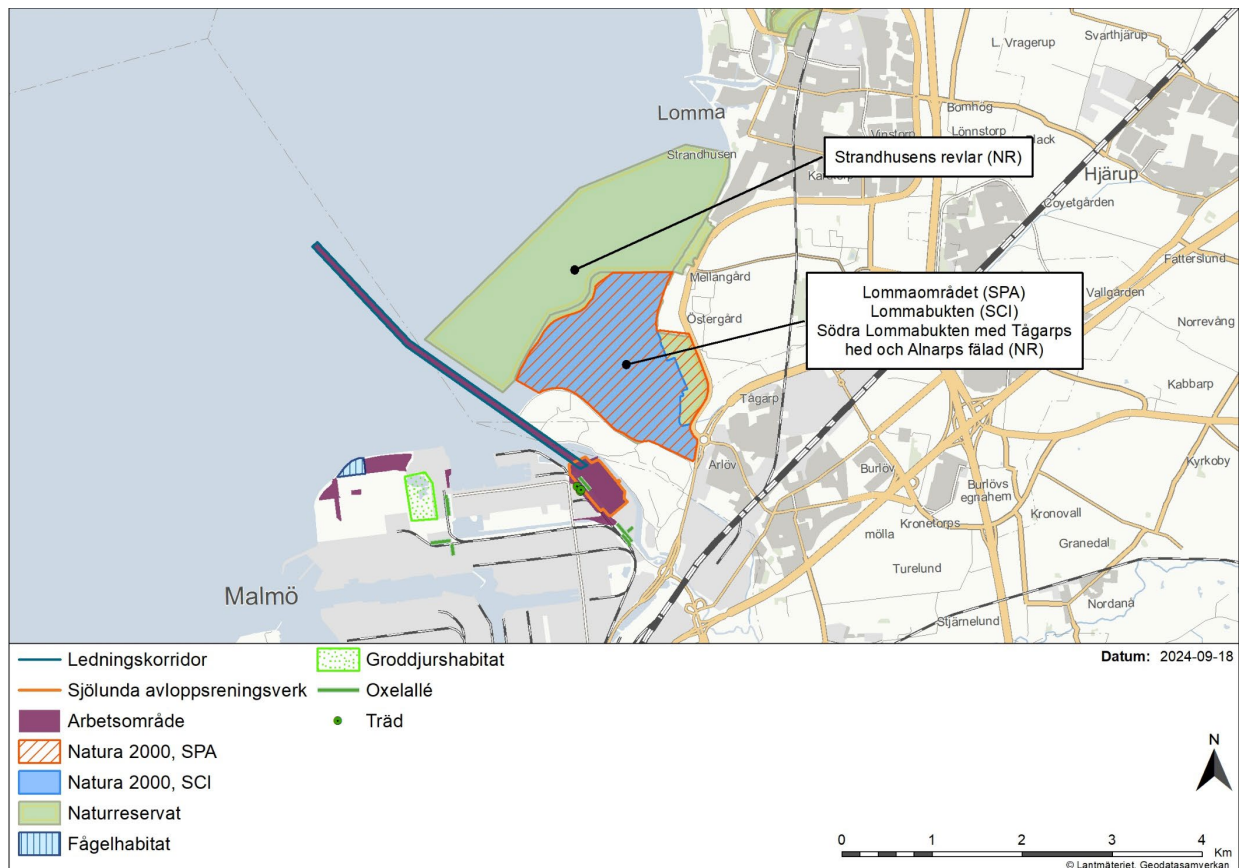 L. Vragerup
Svarthjärup
Lomma
Bomhög
Vinstorp
Lönnstorp
Strandhusen
Strandhusens revlar (NR)
Hjärup
Coyetgården
Fatterslund
Mellangård
Vallgården
Östergård
Norrevång
Lommaområdet (SPA)
Lommabukten (SCI)
Södra Lommabukten med Tågarps
hed och Alnarps fälad (NR)
Kabbarp
Tågarp
Arlöv
Burlöv
Kyrkoby
Burlövs
egnahem
Kronovall
Kronetorps
mölla
Granedal
Turelund
Malmö
Nordanå
Stjärnelund
Ledningskorridor
Sjölunda avloppsreningsverk
Arbetsområde
Natura 2000, SPA
Natura 2000, SCI
Naturreservat
Fågelhabitat
Groddjurshabitat
Oxelallé
Träd
Datum: 2024-09-18
N
0 1 2 3 4
Km
© Lantmäteriet, Geodatasamverkan